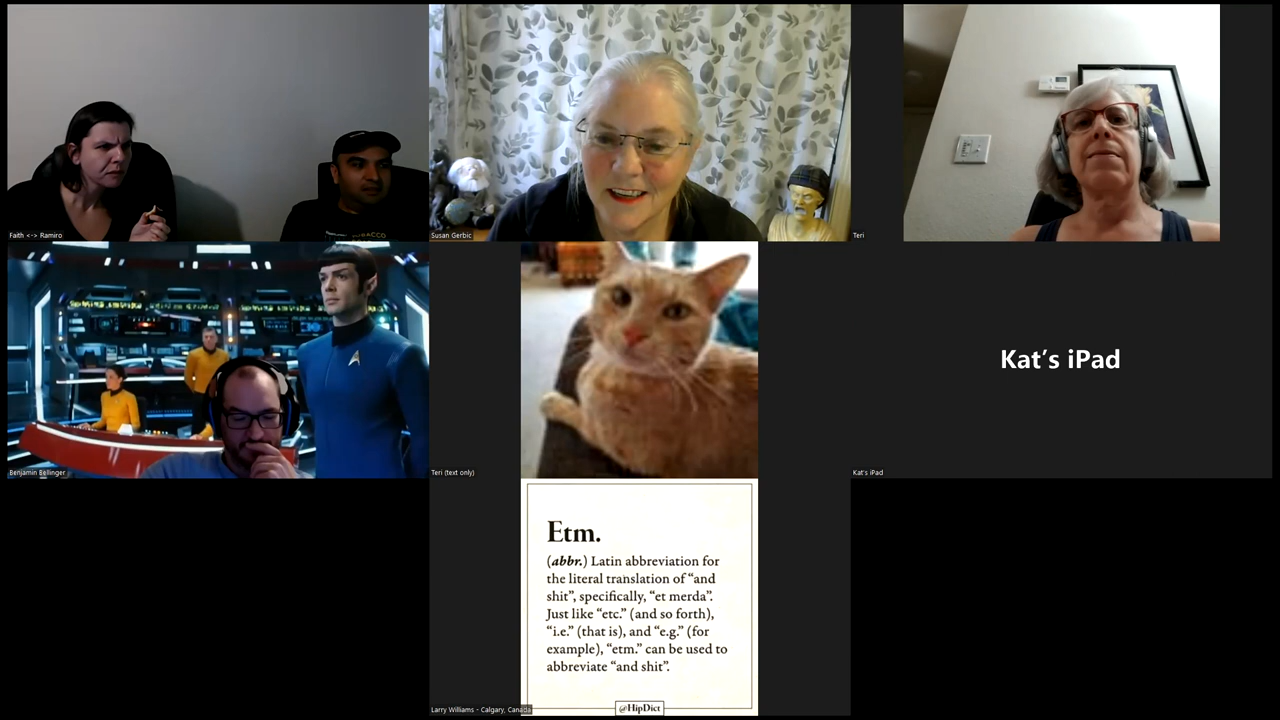 TOBACCO
Faith <-> Ramiro
Susan Gerbic
Teri
Benjamin Bellinger
Teri (text only)
Kat’s iPad
Kat's iPad
Etm.
(abbr.) Latin abbreviation for
the literal translation of “and
shit”, specifically, “et merda”.
Just like “etc.” (and so forth),
“i.e.” (that is), and “e.g.” (for
example), “etm.” can be used to
abbreviate “and shit”.
@HipDict
Larry Williams - Calgary, Canada